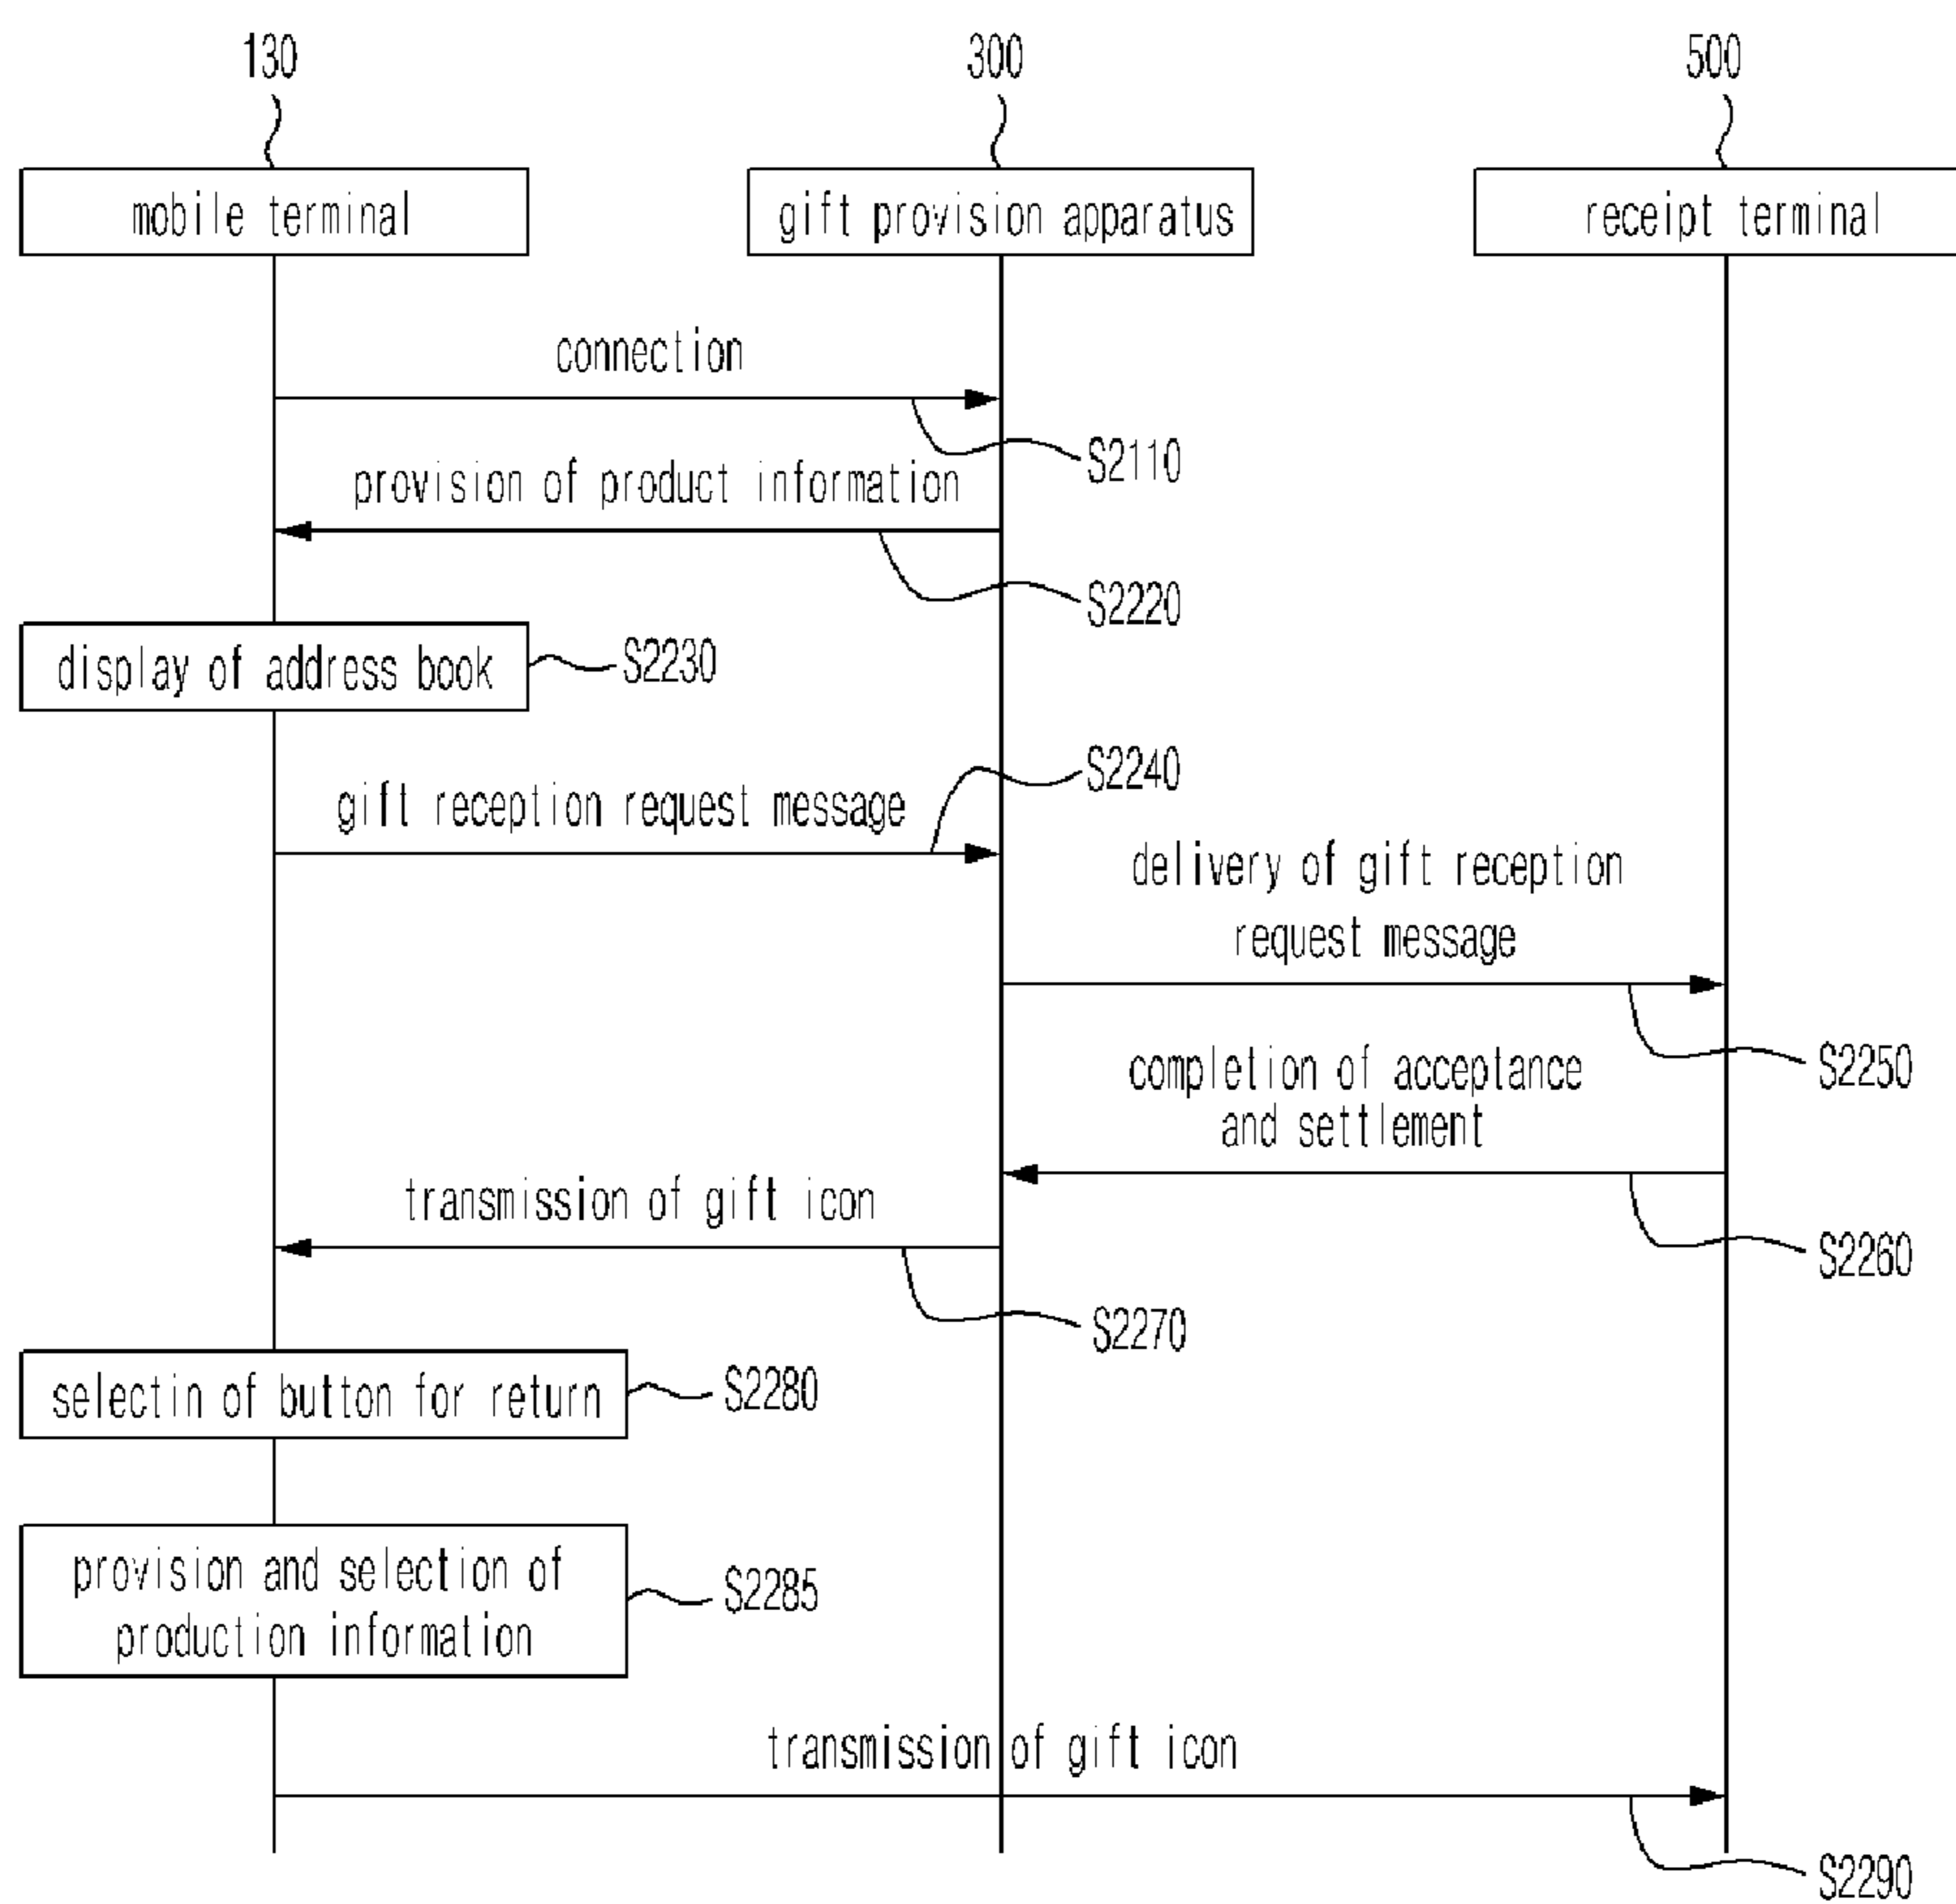 130
300
500
mobile terminal
gift provision apparatus
receipt terminal
connection
S2110
provision of product information
S2220
display of address book
S2230
S2240
gift reception request message
delivery of gift reception
request message
S2250
completion of acceptance
and settlement
S2260
transmission of gift icon
S2270
selectin of button for return
S2280
provision and selection of
production information
S2285
transmission of gift icon
S2290